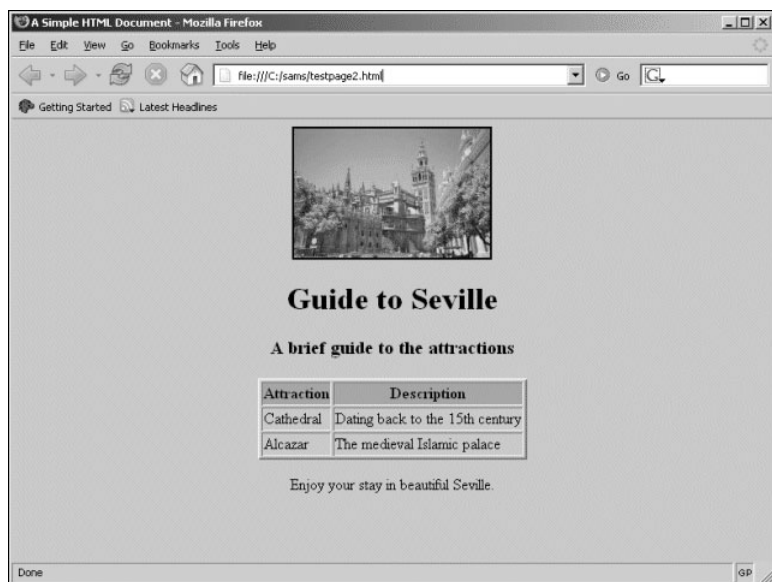 A Simple HTML Document - Mozilla Firefox
File Edit View Go Bookmarks Tools Help
file:///C:/sams/testpage2.html Go G
Getting Started Latest Headlines
Guide to Seville
A brief guide to the attractions
Attraction Description
Cathedral Dating back to the 15th century
Alcazar The medieval Islamic palace
Enjoy your stay in beautiful Seville.
Done GP